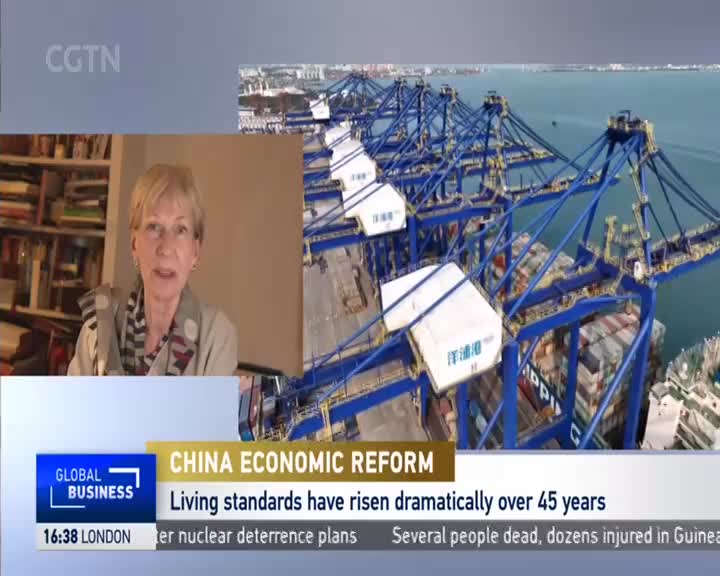 CGTN
洋浦港
CHINA ECONOMIC REFORM
Living standards have risen dramatically over 45 years
GLOBAL
BUSINESS
16:38 LONDON
ter nuclear deterrence plans Several people dead, dozens injured in Guinea